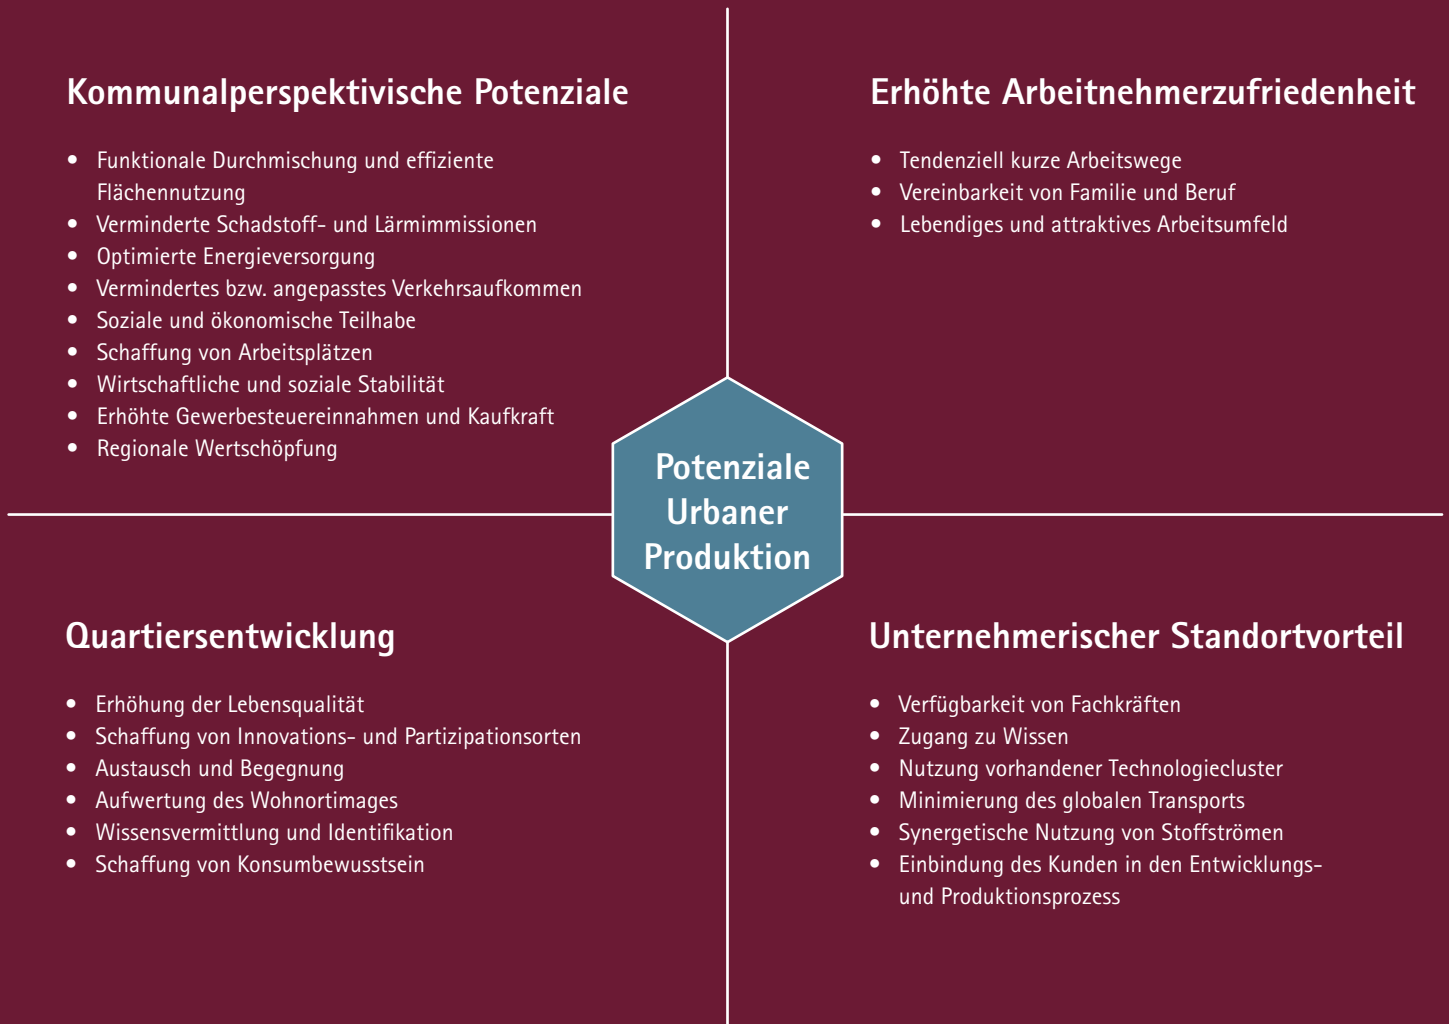 Kommunalperspektivische Potenziale
• Funktionale Durchmischung und effiziente
Flächennutzung
• Verminderte Schadstoff- und Lärmimmissionen
• Optimierte Energieversorgung
• Vermindertes bzw. angepasstes Verkehrsaufkommen
• Soziale und ökonomische Teilhabe
• Schaffung von Arbeitsplätzen
• Wirtschaftliche und soziale Stabilität
• Erhöhte Gewerbesteuereinnahmen und Kaufkraft
• Regionale Wertschöpfung
Erhöhte Arbeitnehmerzufriedenheit
• Tendenziell kurze Arbeitswege
• Vereinbarkeit von Familie und Beruf
• Lebendiges und attraktives Arbeitsumfeld
Potenziale
Urbaner
Produktion
Quartiersentwicklung
• Erhöhung der Lebensqualität
• Schaffung von Innovations- und Partizipationsorten
• Austausch und Begegnung
• Aufwertung des Wohnortimages
• Wissensvermittlung und Identifikation
• Schaffung von Konsumbewusstsein
Unternehmerischer Standortvorteil
• Verfügbarkeit von Fachkräften
• Zugang zu Wissen
• Nutzung vorhandener Technologiecluster
• Minimierung des globalen Transports
• Synergetische Nutzung von Stoffströmen
• Einbindung des Kunden in den Entwicklungs-
und Produktionsprozess